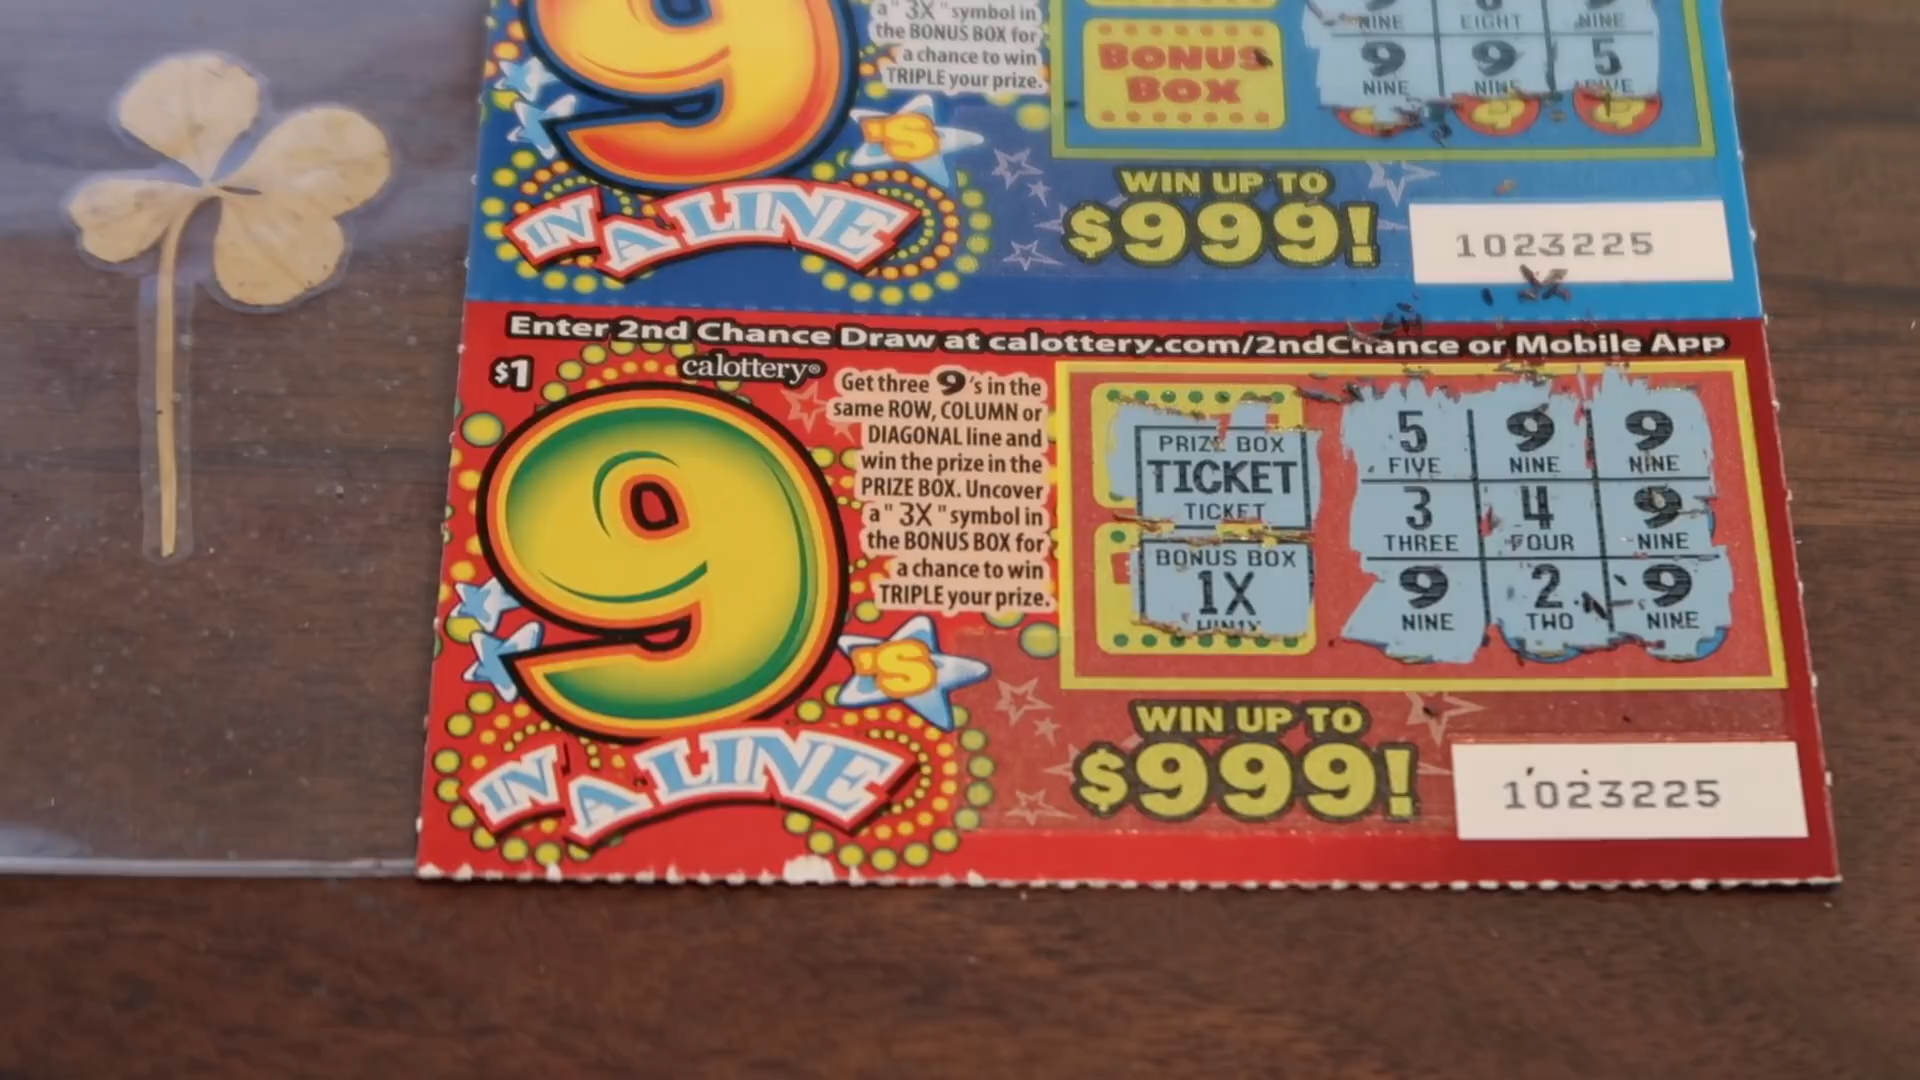 9
'S
IN A LINE
a "3X" symbol in
the BONUS BOX for
a chance to win
TRIPLE your prize.
BONUS
BOX
NINE EIGHT NINE
9 9 5
NINE NINE FIVE
WIN UP TO
$999!
1023225
Enter 2nd Chance Draw at calottery.com/2ndChance or Mobile App
$1
calottery®
9
'S
IN A LINE
Get three 9's in the
same ROW, COLUMN or
DIAGONAL line and
win the prize in the
PRIZE BOX. Uncover
a "3X" symbol in
the BONUS BOX for
a chance to win
TRIPLE your prize.
PRIZE BOX
TICKET
TICKET
BONUS BOX
1X
5 9 9
FIVE NINE NINE
3 4 9
THREE FOUR NINE
9 2 9
NINE TWO NINE
WIN UP TO
$999!
1023225